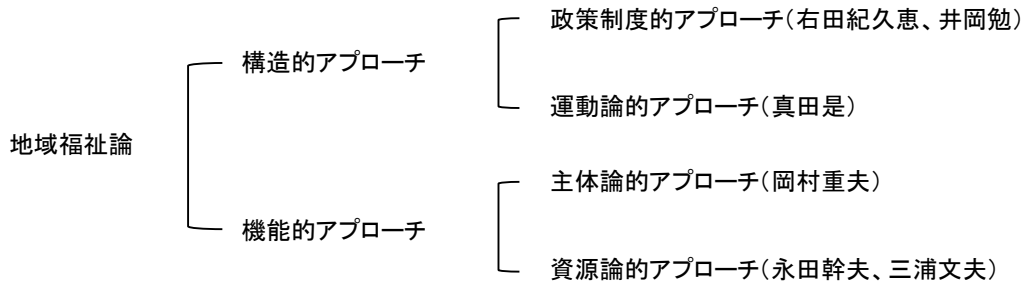 地域福祉論
構造的アプローチ
政策制度的アプローチ(右田紀久恵、井岡勉)
運動論的アプローチ(真田是)
機能的アプローチ
主体論的アプローチ(岡村重夫)
資源論的アプローチ(永田幹夫、三浦文夫)